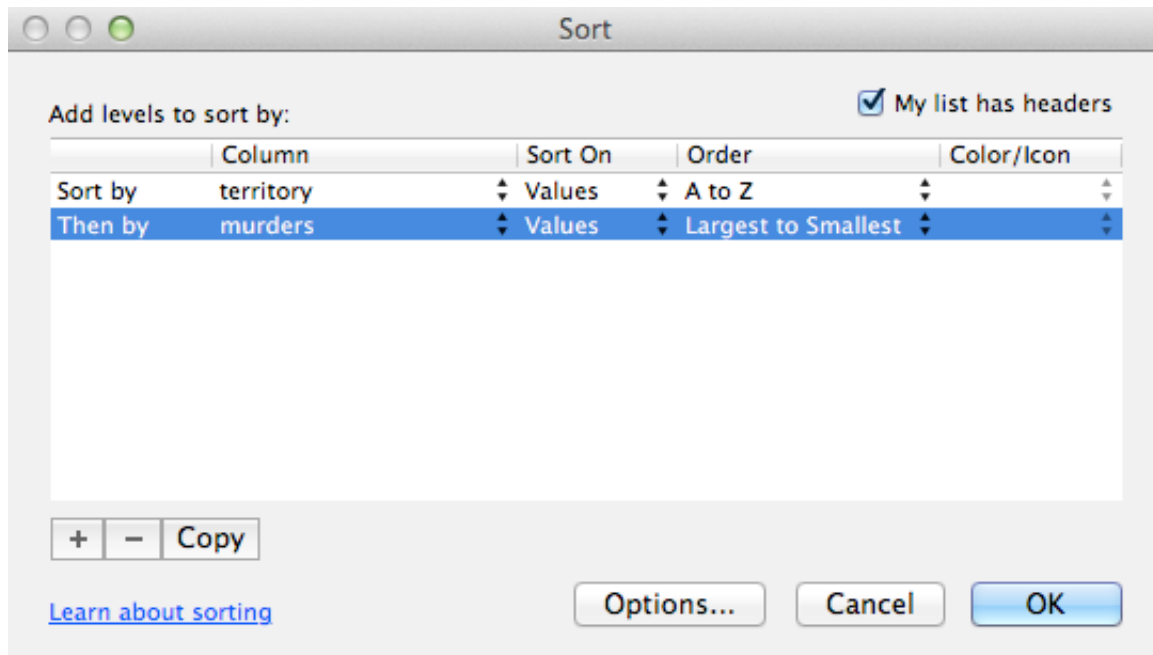 Sort
Add levels to sort by:
My list has headers
Column Sort On Order Color/Icon
Sort by territory Values A to Z
Then by murders Values Largest to Smallest
+ − Copy
Learn about sorting
Options... Cancel OK